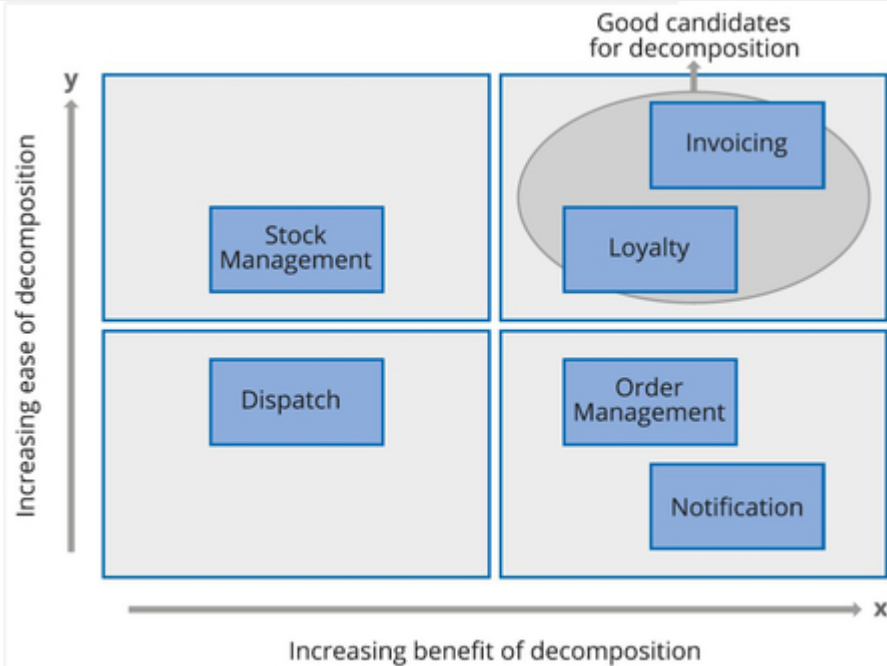 Good candidates
for decomposition
y
Increasing ease of decomposition
Invoicing
Stock
Management
Loyalty
Dispatch
Order
Management
Notification
x
Increasing benefit of decomposition